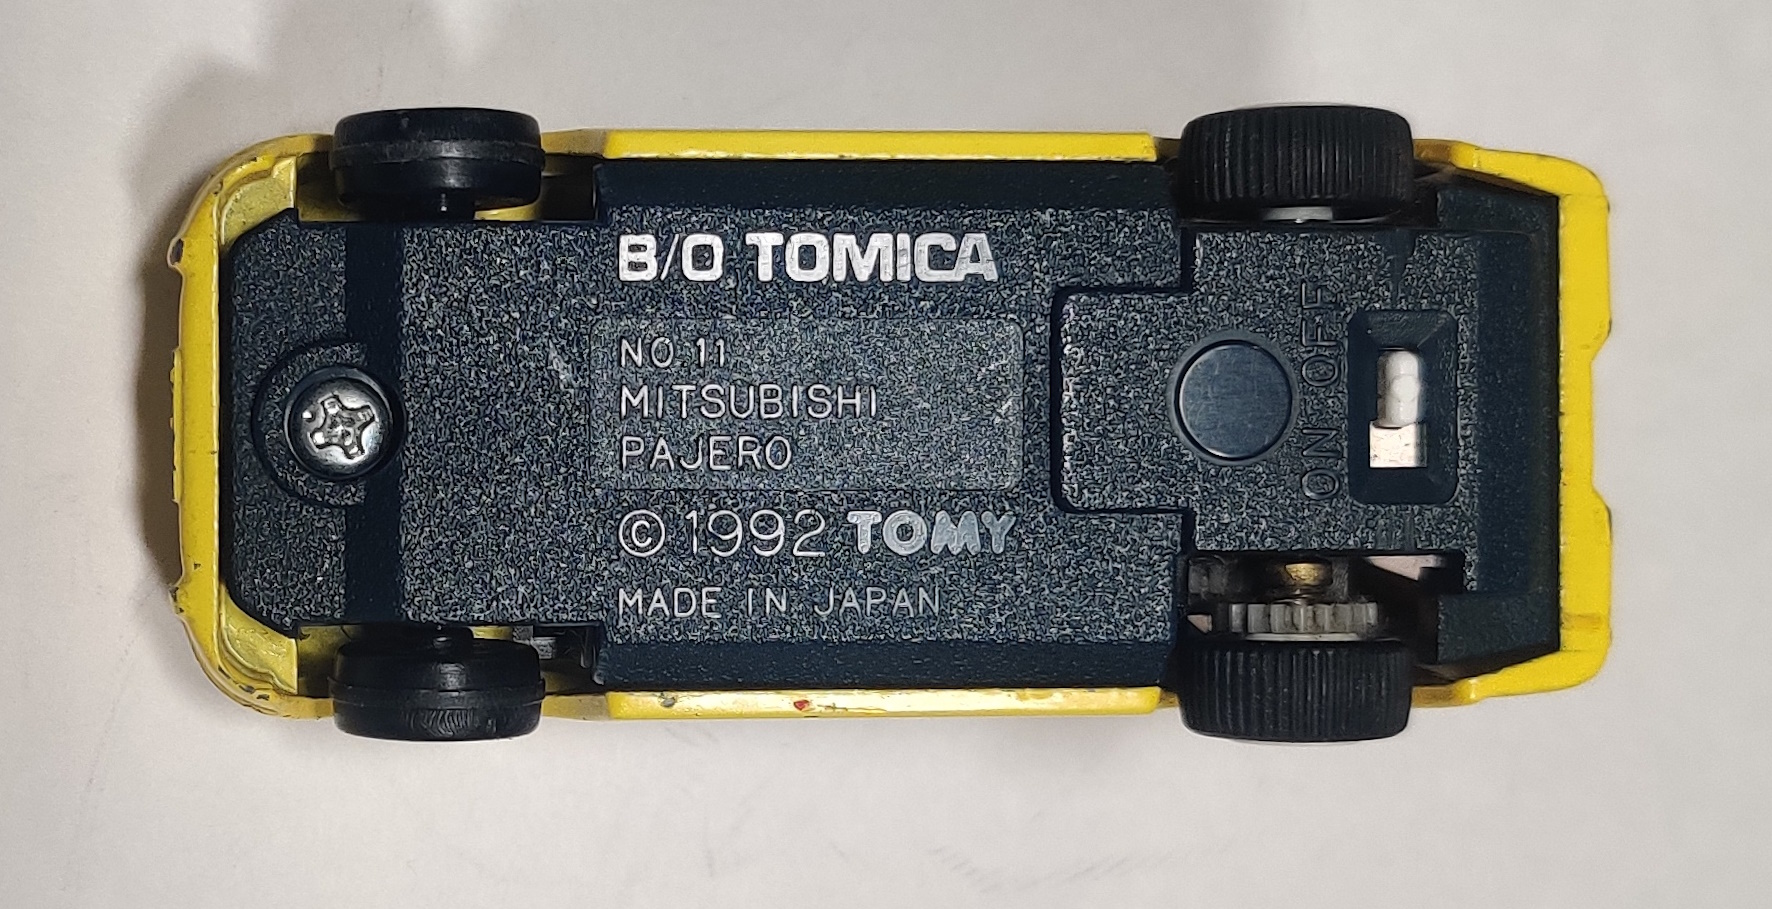 B/O TOMICA
NO.11
MITSUBISHI
PAJERO
© 1992 TOMY
MADE IN JAPAN
ON OFF